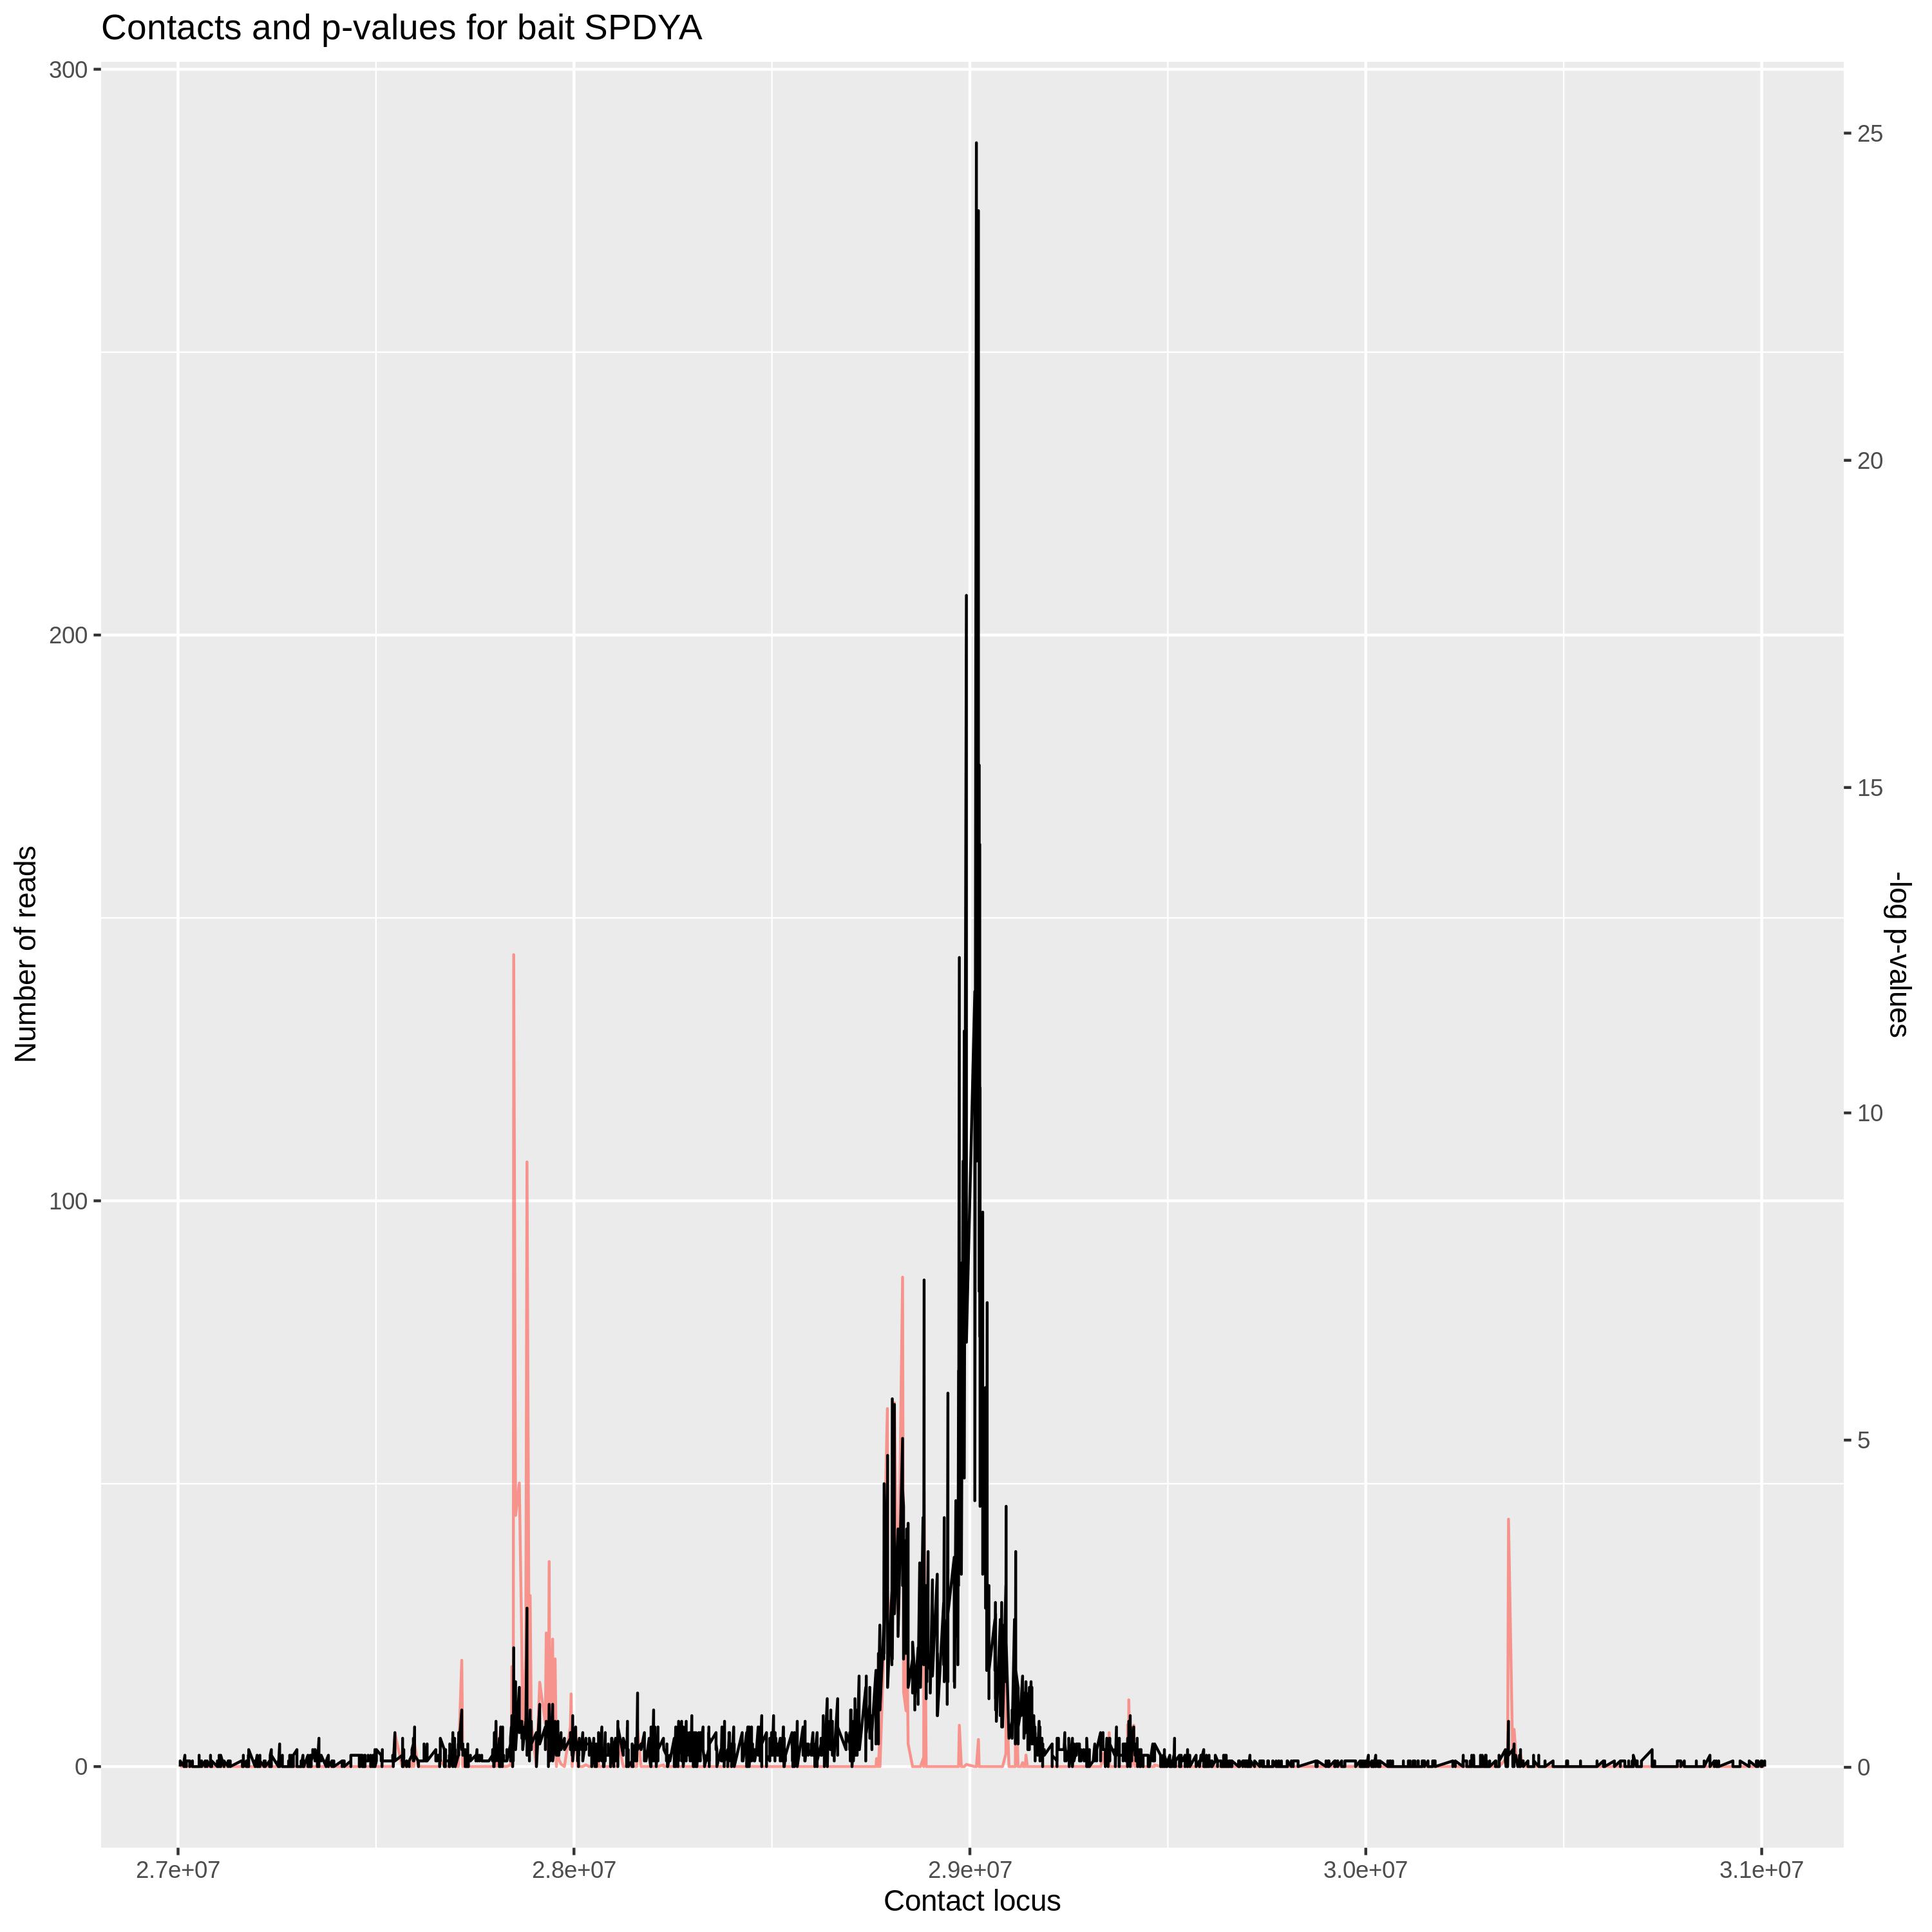 Contacts and p-values for bait SPDYA
300
200
100
0
Number of reads
25
20
15
10
5
0
-log p-values
2.7e+07 2.8e+07 2.9e+07 3.0e+07 3.1e+07
Contact locus